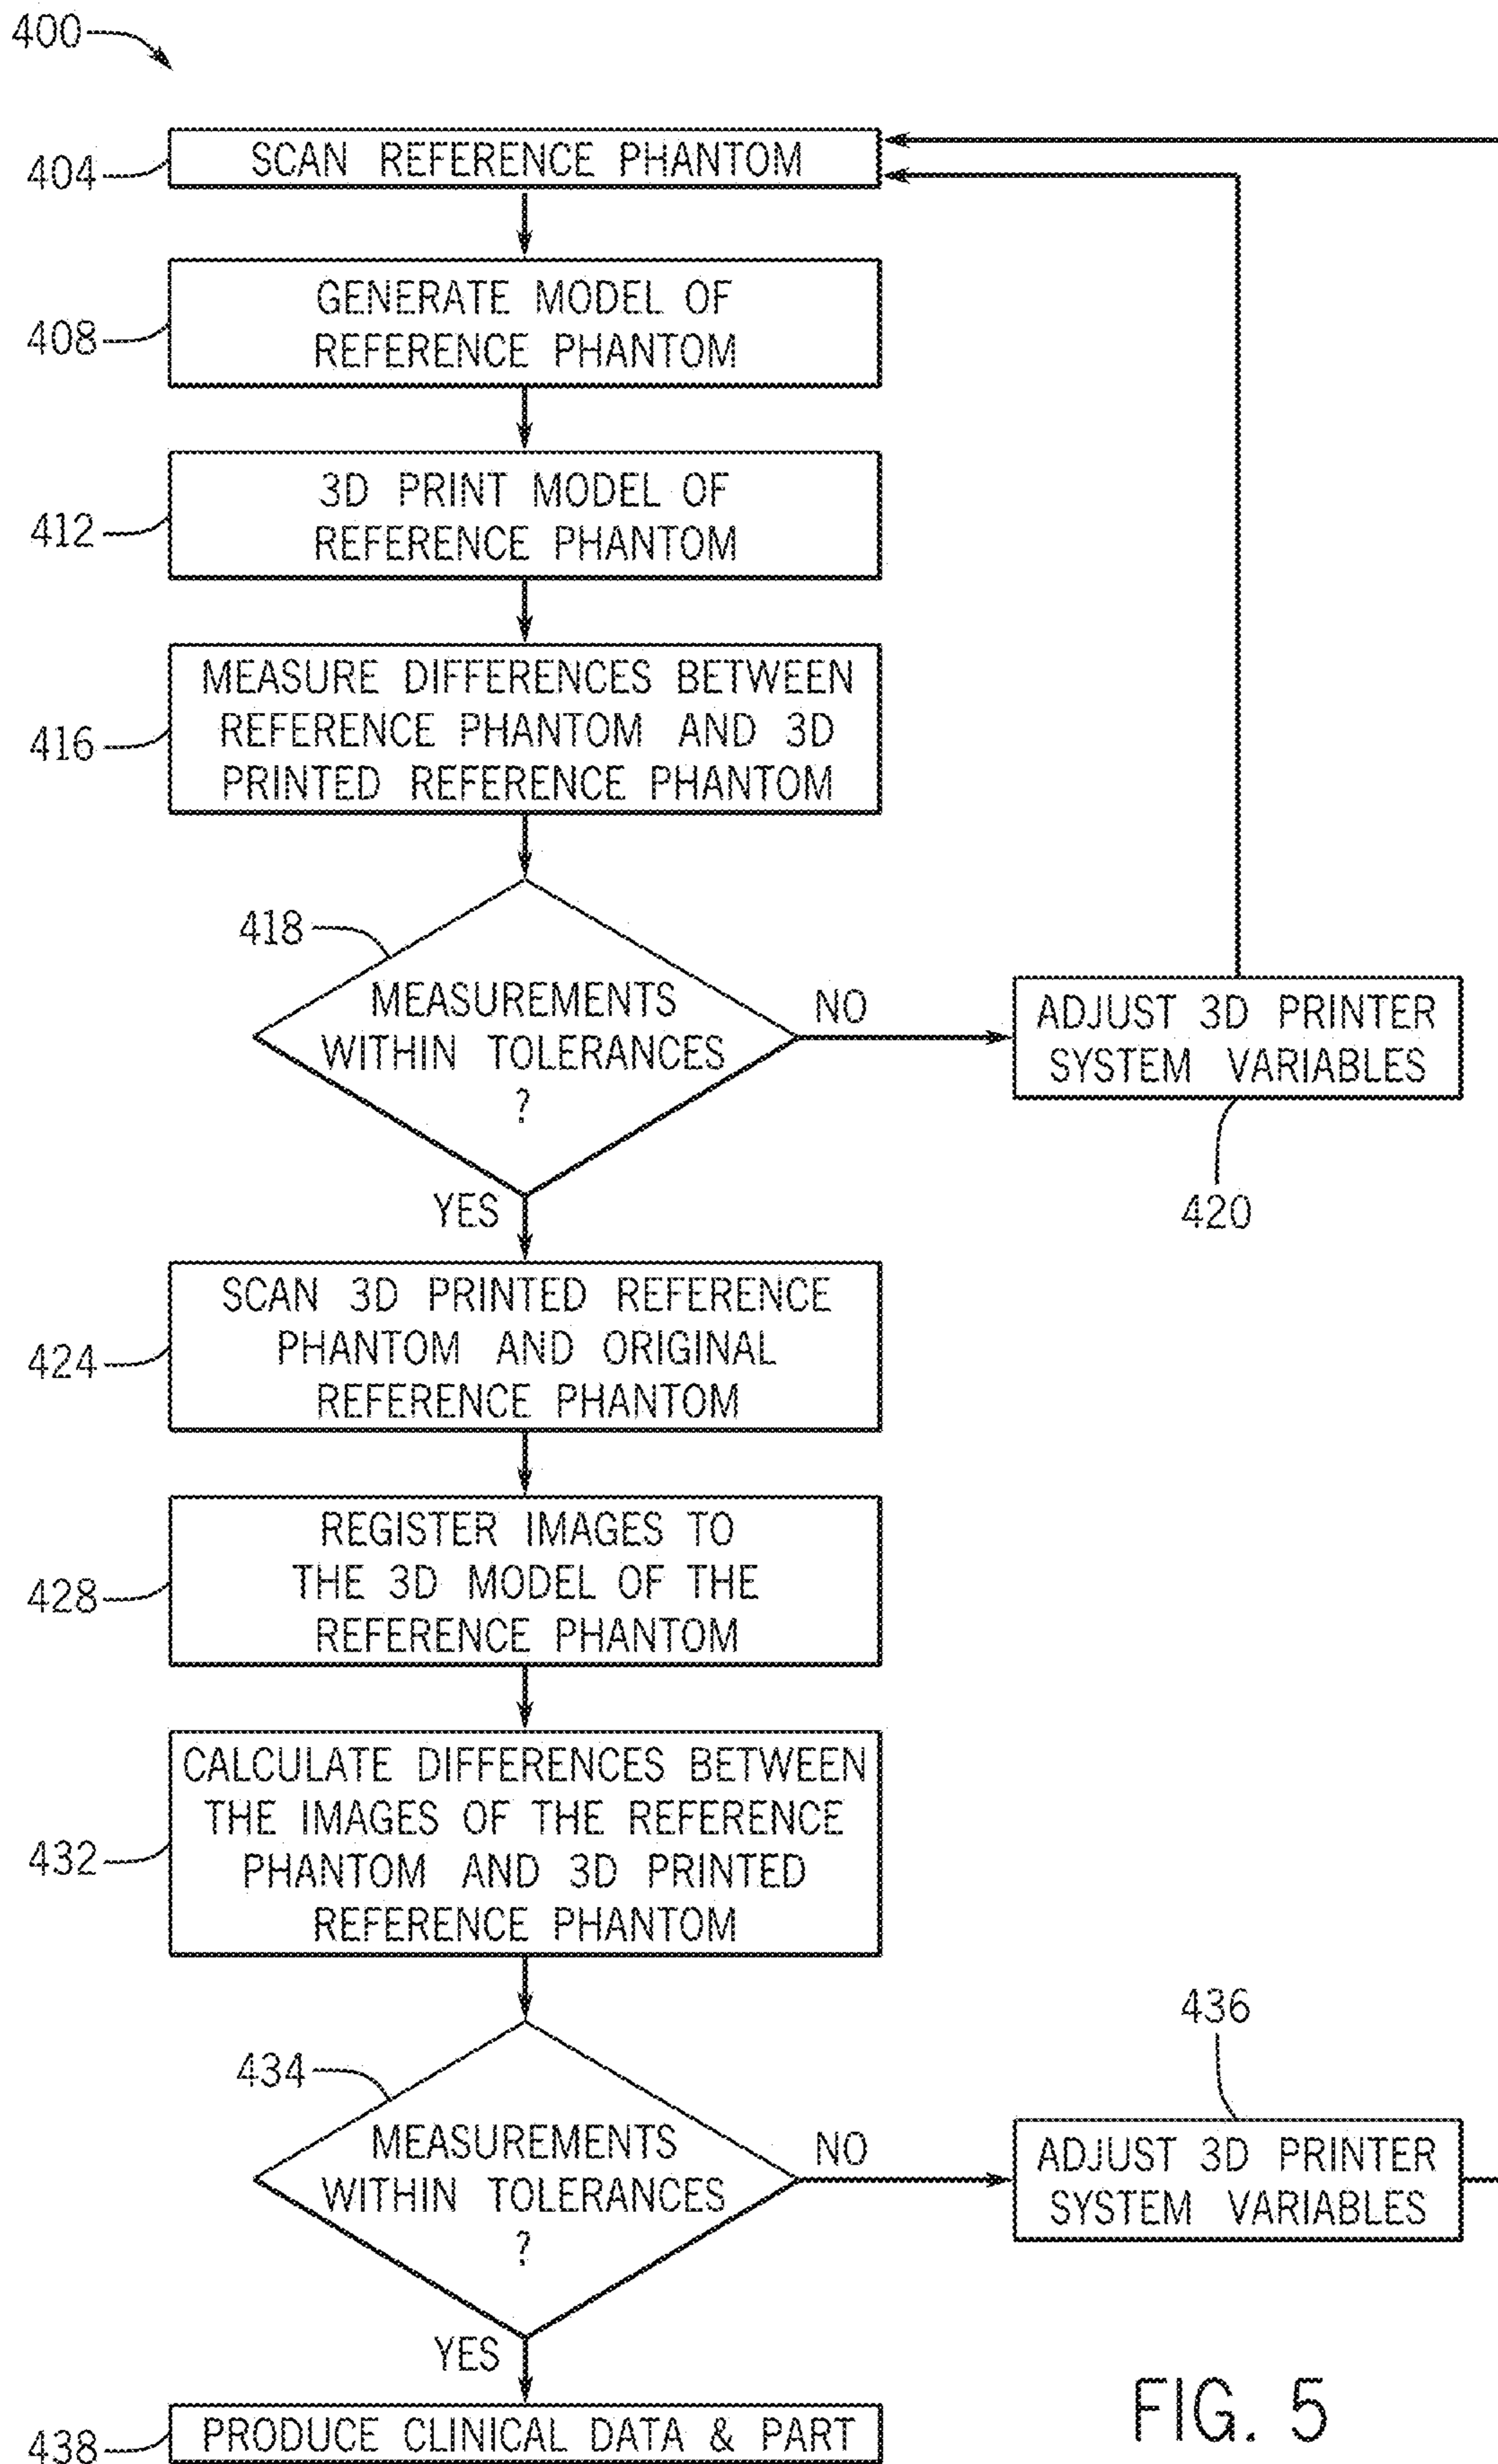 400
404
SCAN REFERENCE PHANTOM
408
GENERATE MODEL OF
REFERENCE PHANTOM
412
3D PRINT MODEL OF
REFERENCE PHANTOM
416
MEASURE DIFFERENCES BETWEEN
REFERENCE PHANTOM AND 3D
PRINTED REFERENCE PHANTOM
418
MEASUREMENTS
WITHIN TOLERANCES
?
NO
ADJUST 3D PRINTER
SYSTEM VARIABLES
420
YES
424
SCAN 3D PRINTED REFERENCE
PHANTOM AND ORIGINAL
REFERENCE PHANTOM
428
REGISTER IMAGES TO
THE 3D MODEL OF THE
REFERENCE PHANTOM
432
CALCULATE DIFFERENCES BETWEEN
THE IMAGES OF THE REFERENCE
PHANTOM AND 3D PRINTED
REFERENCE PHANTOM
434
MEASUREMENTS
WITHIN TOLERANCES
?
NO
436
ADJUST 3D PRINTER
SYSTEM VARIABLES
YES
438
PRODUCE CLINICAL DATA & PART
FIG. 5